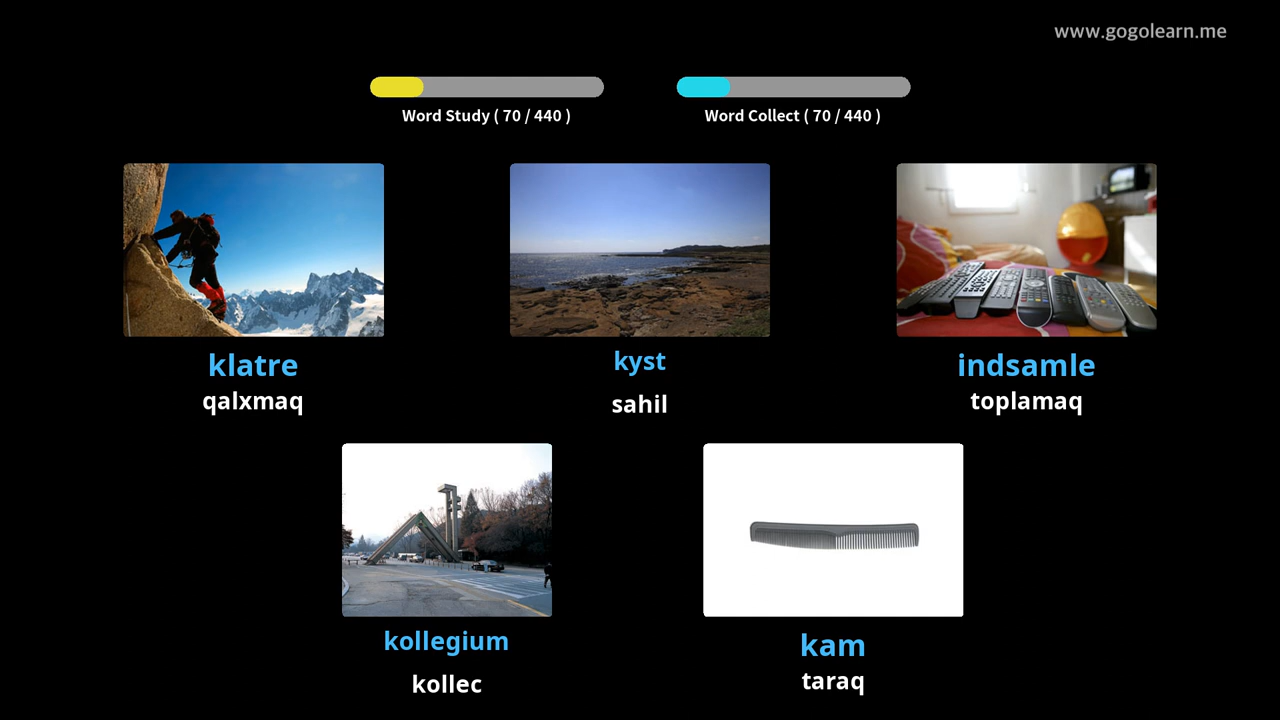 www.gogolearn.me
Word Study ( 70 / 440 )
Word Collect ( 70 / 440 )
klatre
qalxmaq
kyst
sahil
indsamle
toplamaq
kollegium
kollec
kam
taraq